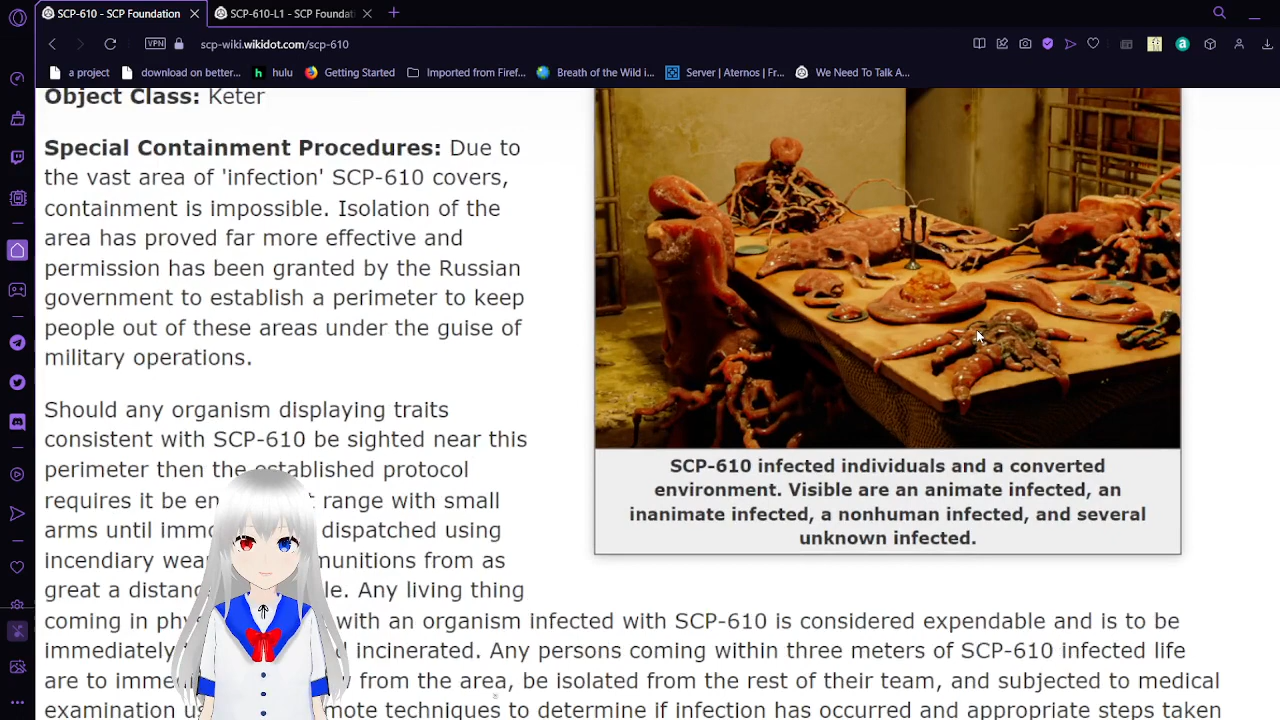 SCP-610 - SCP Foundation
SCP-610-L1 - SCP Foundati
VPN
scp-wiki.wikidot.com/scp-610
a project
download on better...
hulu
Getting Started
Imported from Firef...
Breath of the Wild i...
Server | Aternos | Fr...
We Need To Talk A...
Object Class: Keter
Special Containment Procedures: Due to
the vast area of 'infection' SCP-610 covers,
containment is impossible. Isolation of the
area has proved far more effective and
permission has been granted by the Russian
government to establish a perimeter to keep
people out of these areas under the guise of
military operations.
Should any organism displaying traits
consistent with SCP-610 be sighted near this
perimeter then the established protocol
requires it be en t range with small
arms until immo dispatched using
incendiary wea munitions from as
great a distanc le. Any living thing
coming in phy with an organism infected with SCP-610 is considered expendable and is to be
immediately d incinerated. Any persons coming within three meters of SCP-610 infected life
are to imme from the area, be isolated from the rest of their team, and subjected to medical
examination u mote techniques to determine if infection has occurred and appropriate steps taken
SCP-610 infected individuals and a converted
environment. Visible are an animate infected, an
inanimate infected, a nonhuman infected, and several
unknown infected.